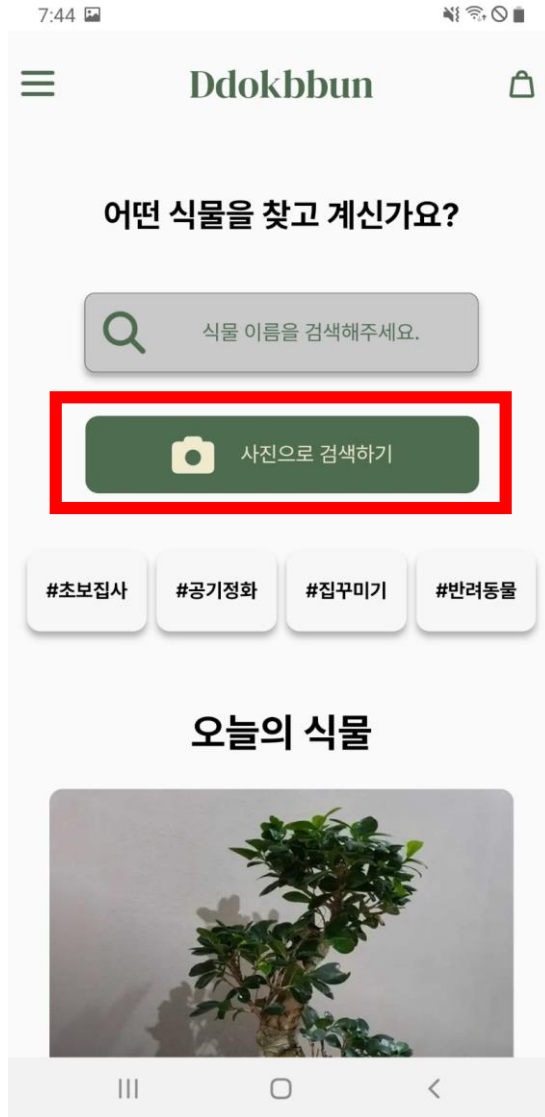 7:44
Ddokbbun
어떤 식물을 찾고 계신가요?
식물 이름을 검색해주세요.
사진으로 검색하기
#초보집사 #공기정화 #집꾸미기 #반려동물
오늘의 식물